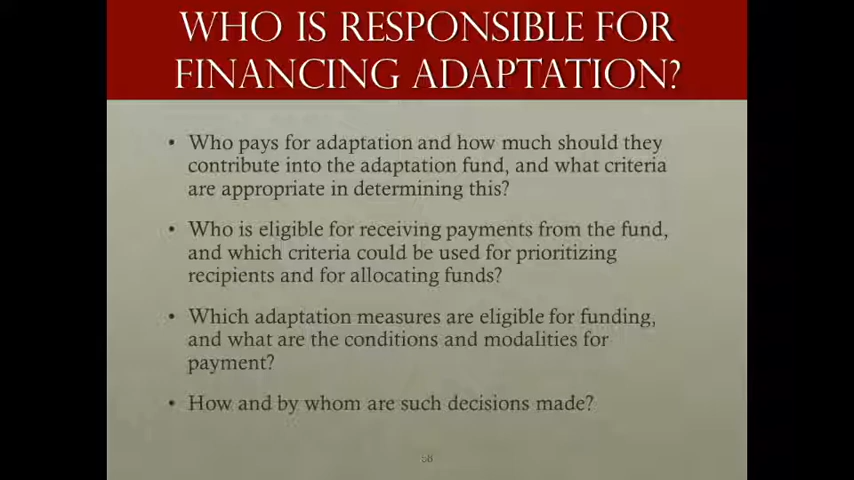 WHO IS RESPONSIBLE FOR
FINANCING ADAPTATION?
• Who pays for adaptation and how much should they
contribute into the adaptation fund, and what criteria
are appropriate in determining this?
• Who is eligible for receiving payments from the fund,
and which criteria could be used for prioritizing
recipients and for allocating funds?
• Which adaptation measures are eligible for funding,
and what are the conditions and modalities for
payment?
• How and by whom are such decisions made?
58